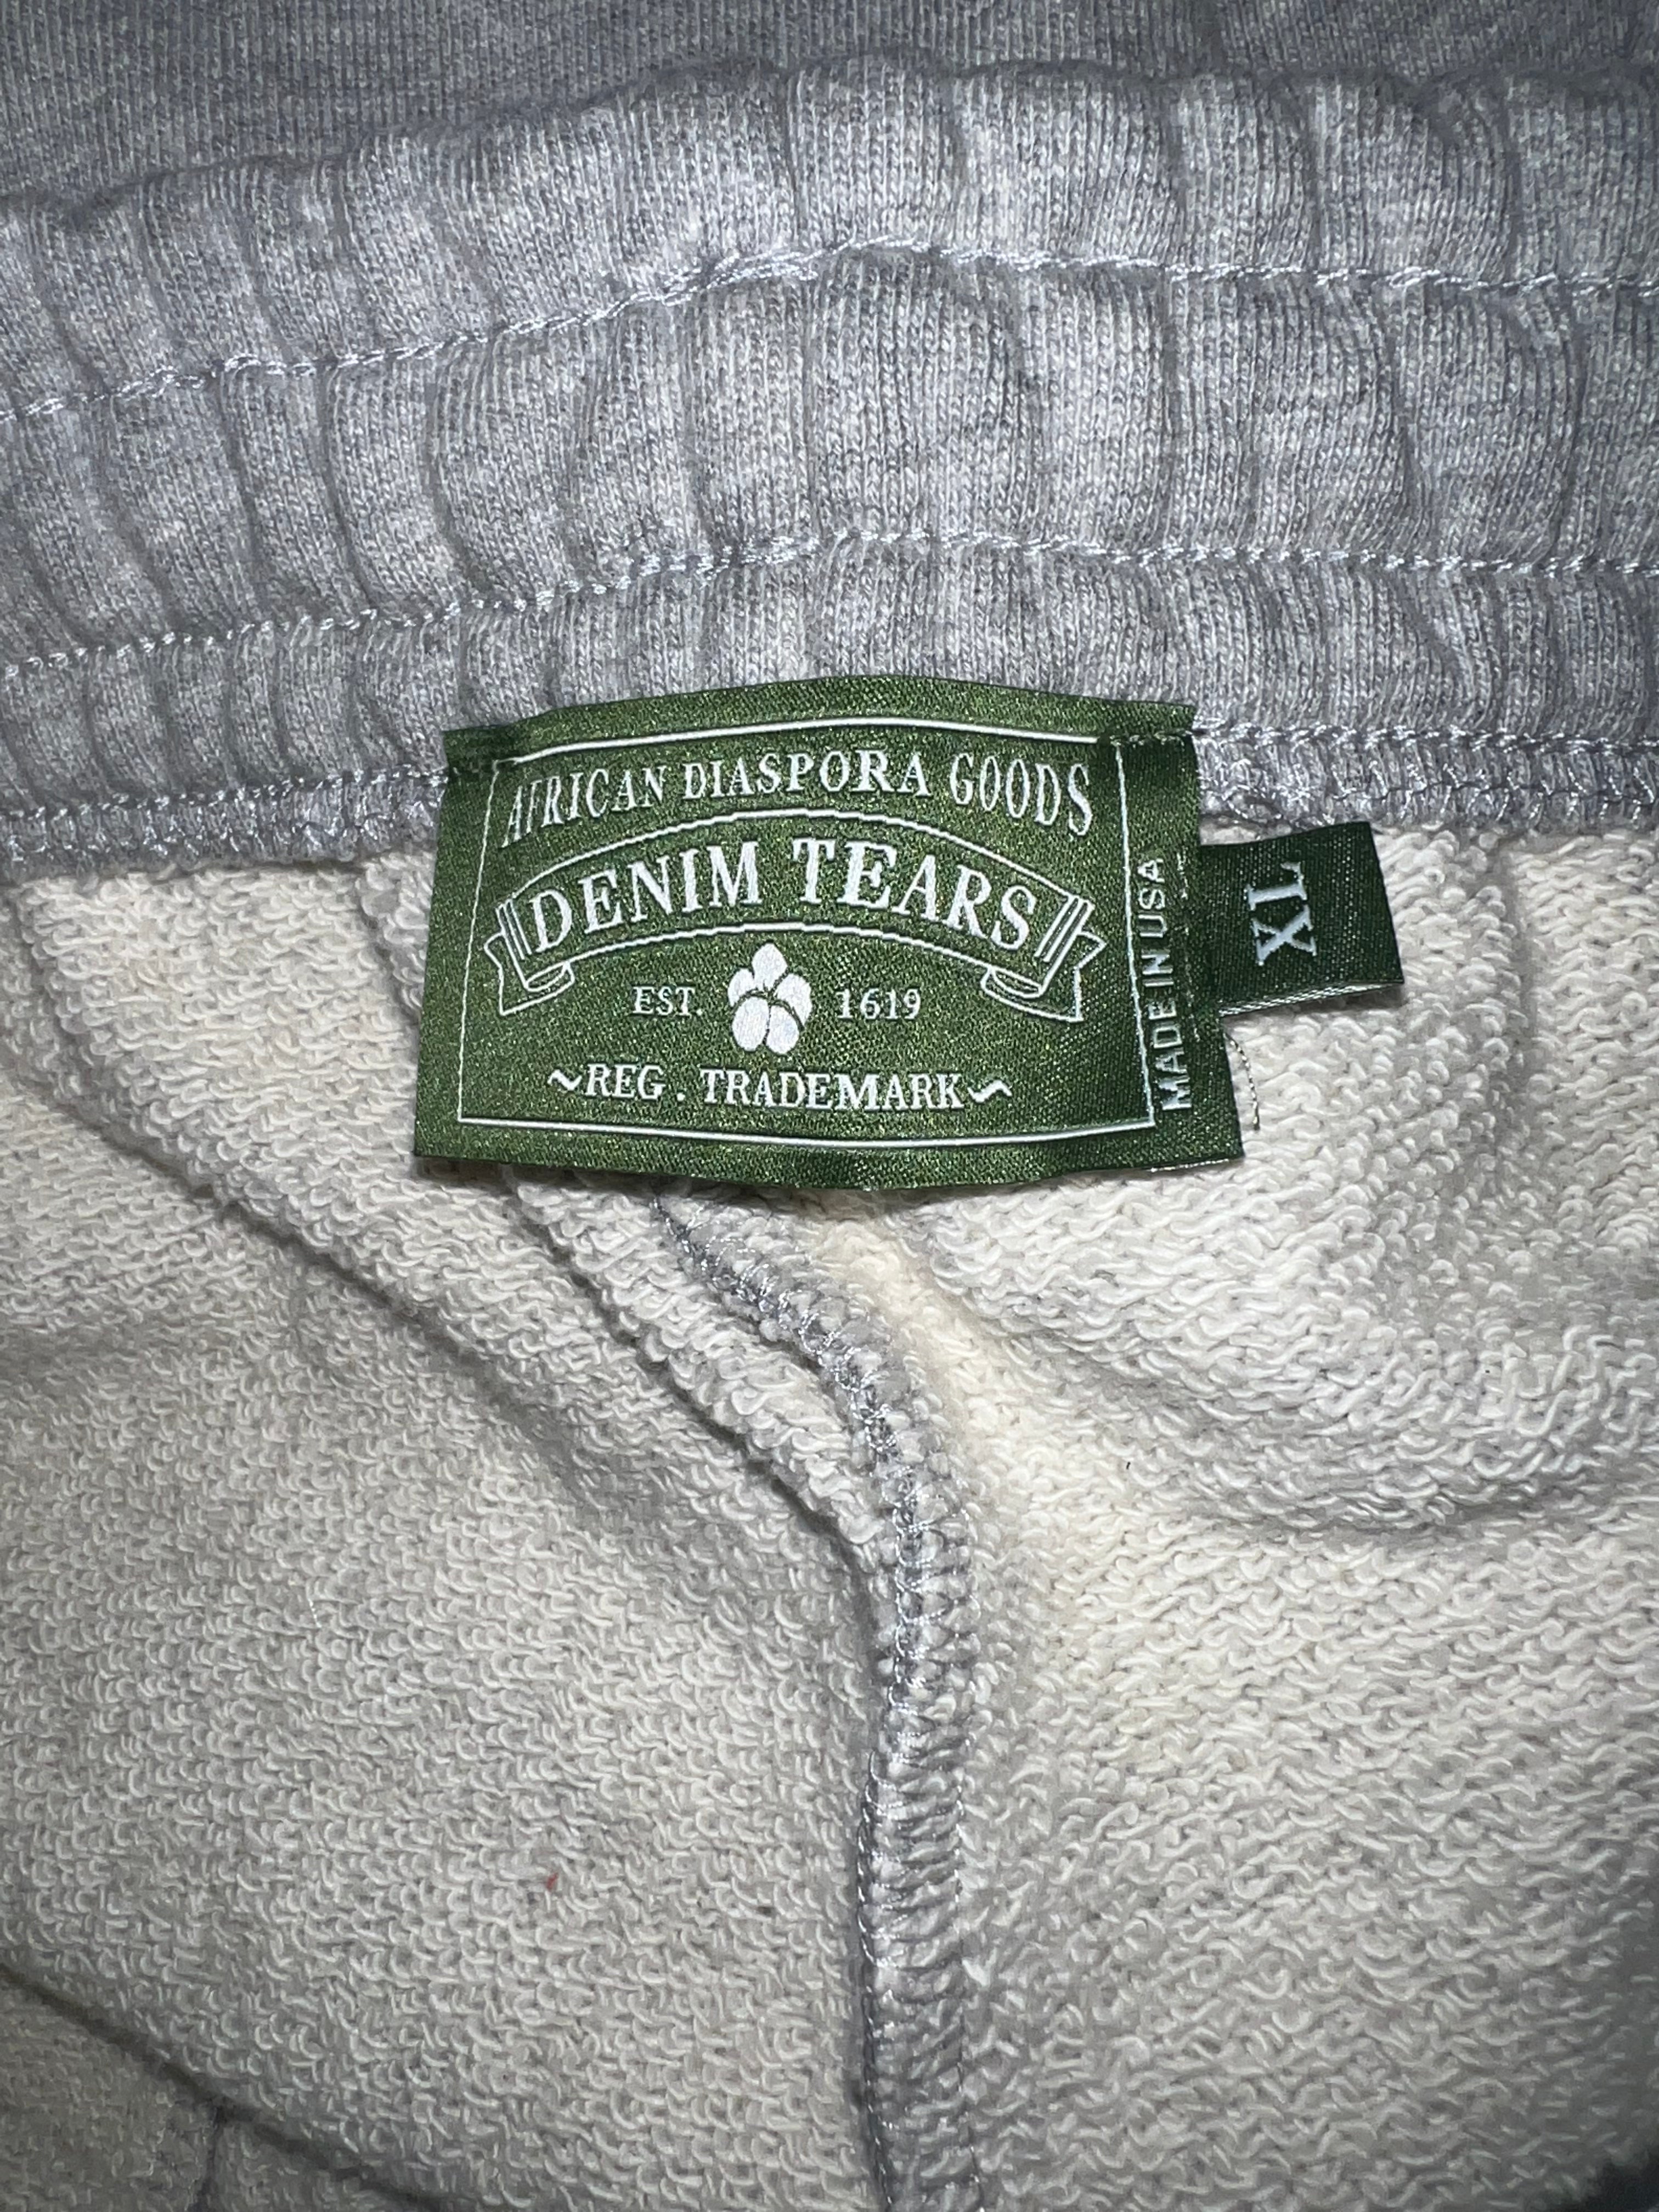 AFRICAN DIASPORA GOODS
DENIM TEARS
EST. 1619
~REG . TRADEMARK~
MADE IN USA
XL